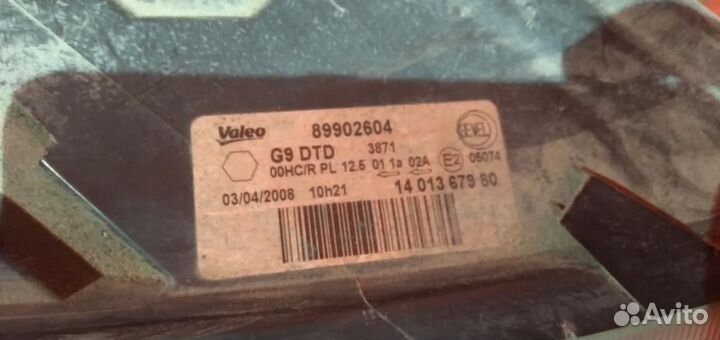 Valeo 89902604 SEVEL
G9 DTD 3871
00HC/R PL 12.5 01 1a 02A E2 05074
03/04/2008 10h21 14 013 679 80
Avito